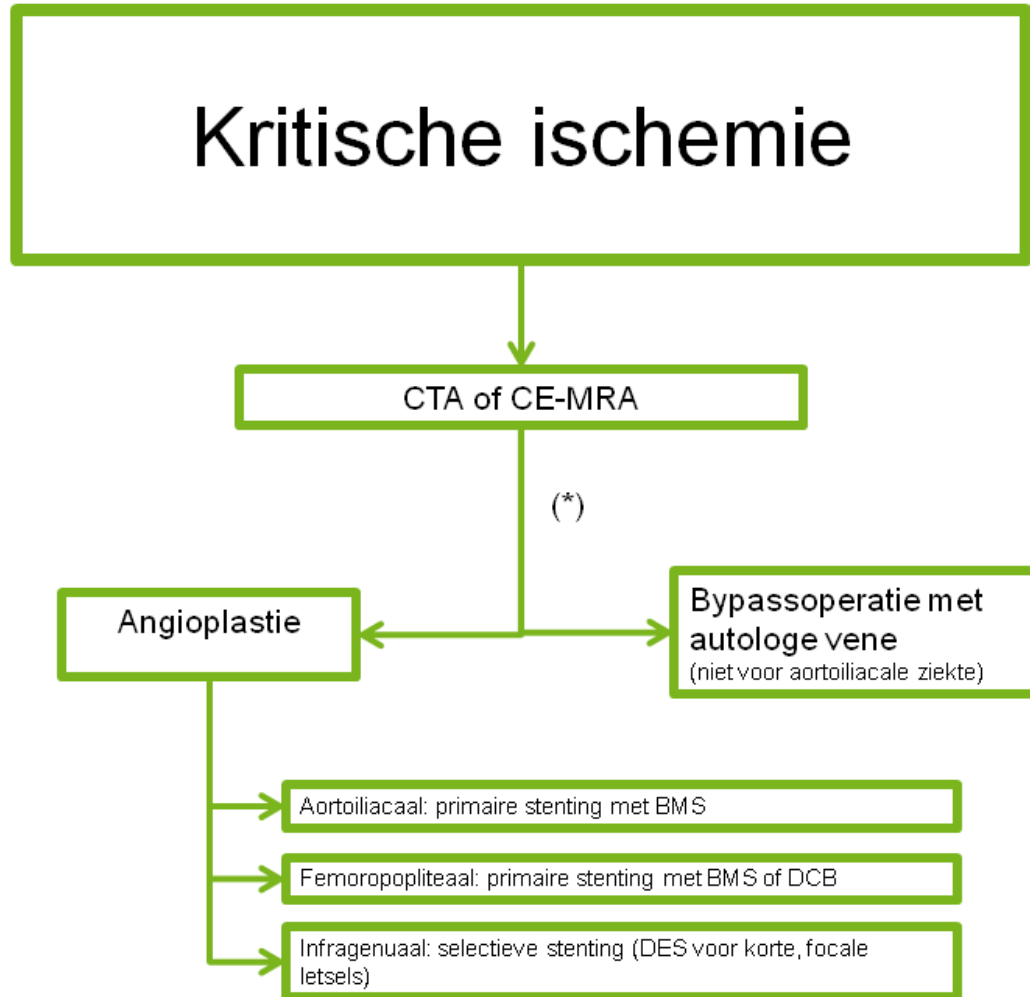 Kritische ischemie
CTA of CE-MRA
(*)
Angioplastie
Bypassoperatie met
autologe vene
(niet voor aortoiliacale ziekte)
Aortoiliacaal: primaire stenting met BMS
Femoropopliteaal: primaire stenting met BMS of DCB
Infragenuaal: selectieve stenting (DES voor korte, focale
letsels)